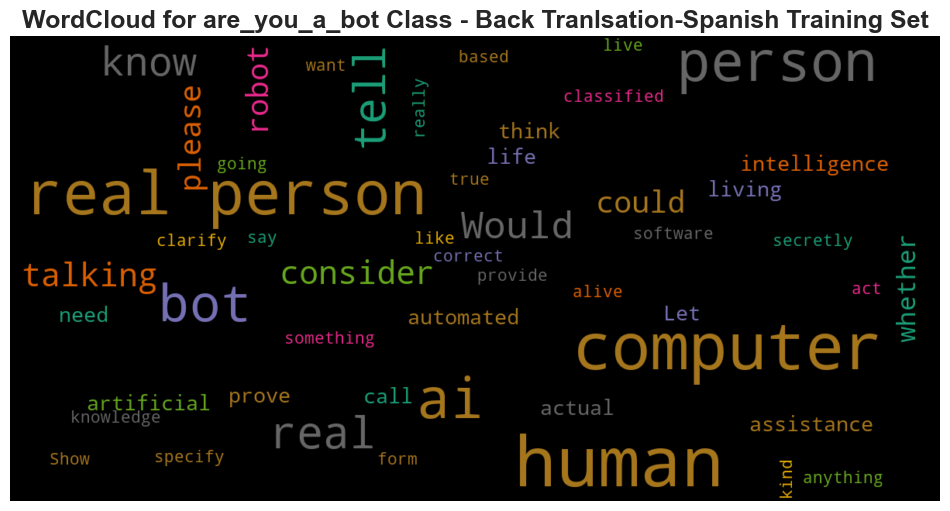 WordCloud for are_you_a_bot Class - Back Tranlsation-Spanish Training Set
know
robot
want
tell
based
live
person
classified
really
please
think
life
going
true
intelligence
living
real person
could
Would
clarify
say
like
software
secretly
correct
talking
consider
provide
whether
bot
alive
act
need
automated
Let
something
computer
artificial
prove
call
ai
actual
knowledge
real
assistance
Show
specify
form
human
kind
anything